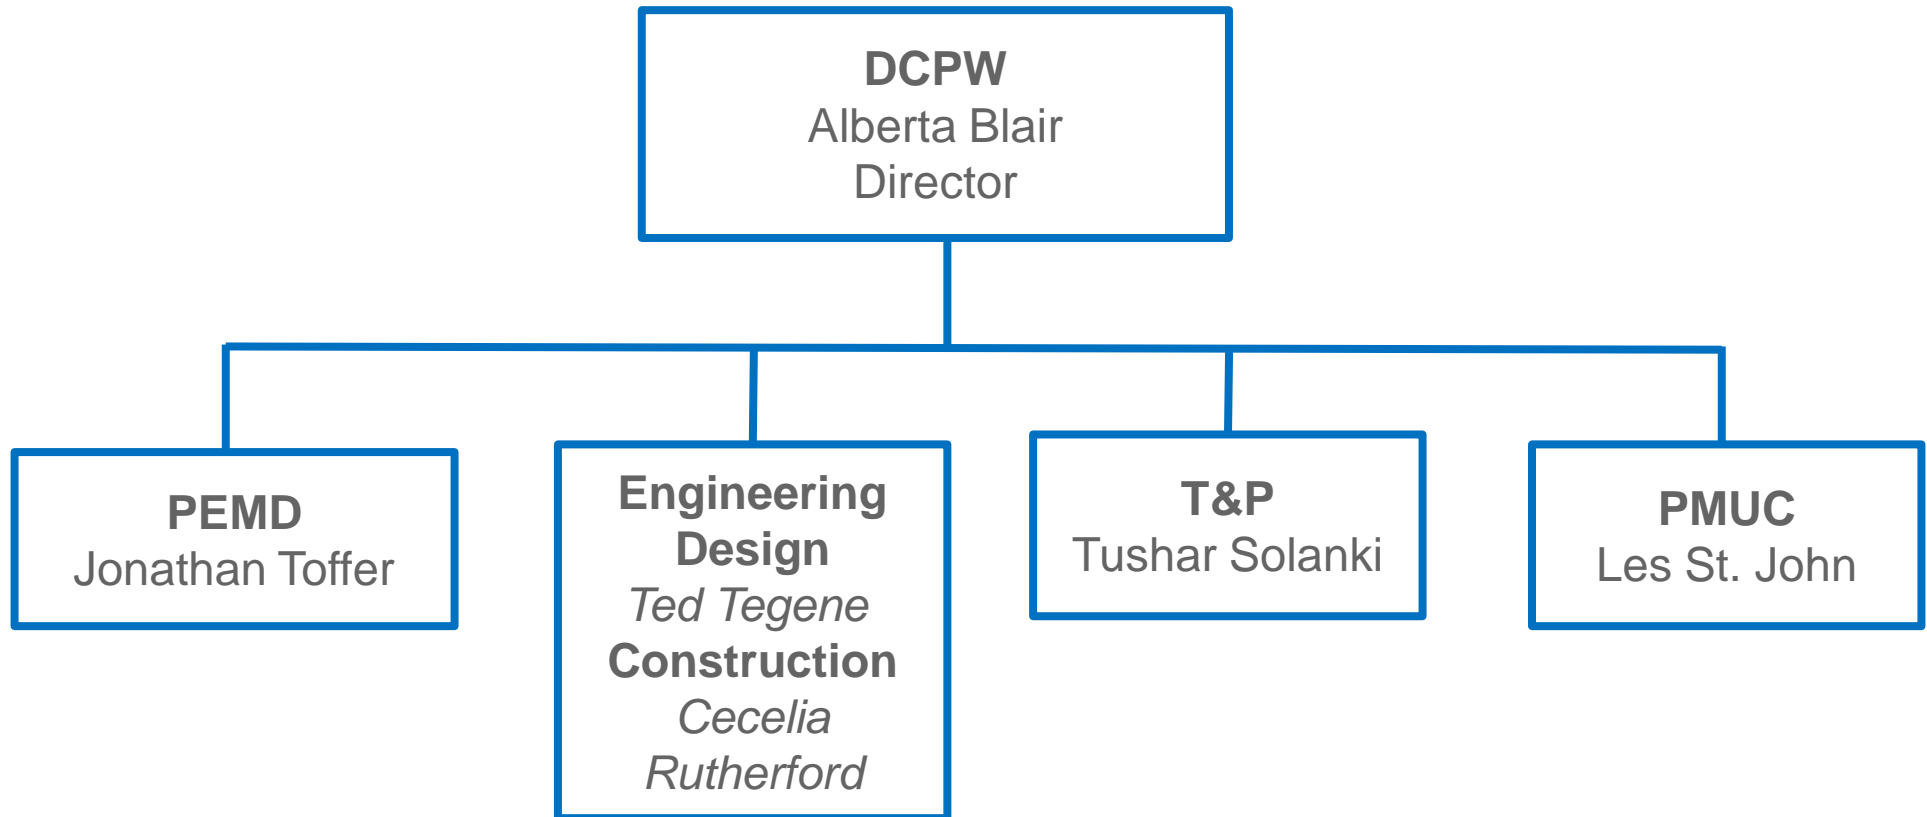 DCPW
Alberta Blair
Director
PEMD
Jonathan Toffer
Engineering
Design
Ted Tegene
Construction
Cecelia
Rutherford
T&P
Tushar Solanki
PMUC
Les St. John